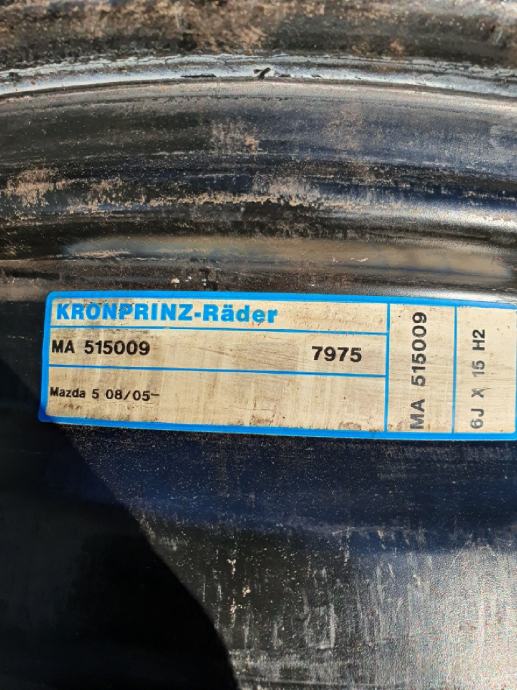 KRONPRINZ-Räder
MA 515009 7975
Mazda 5 08/05-
MA 515009
6J X 15 H2